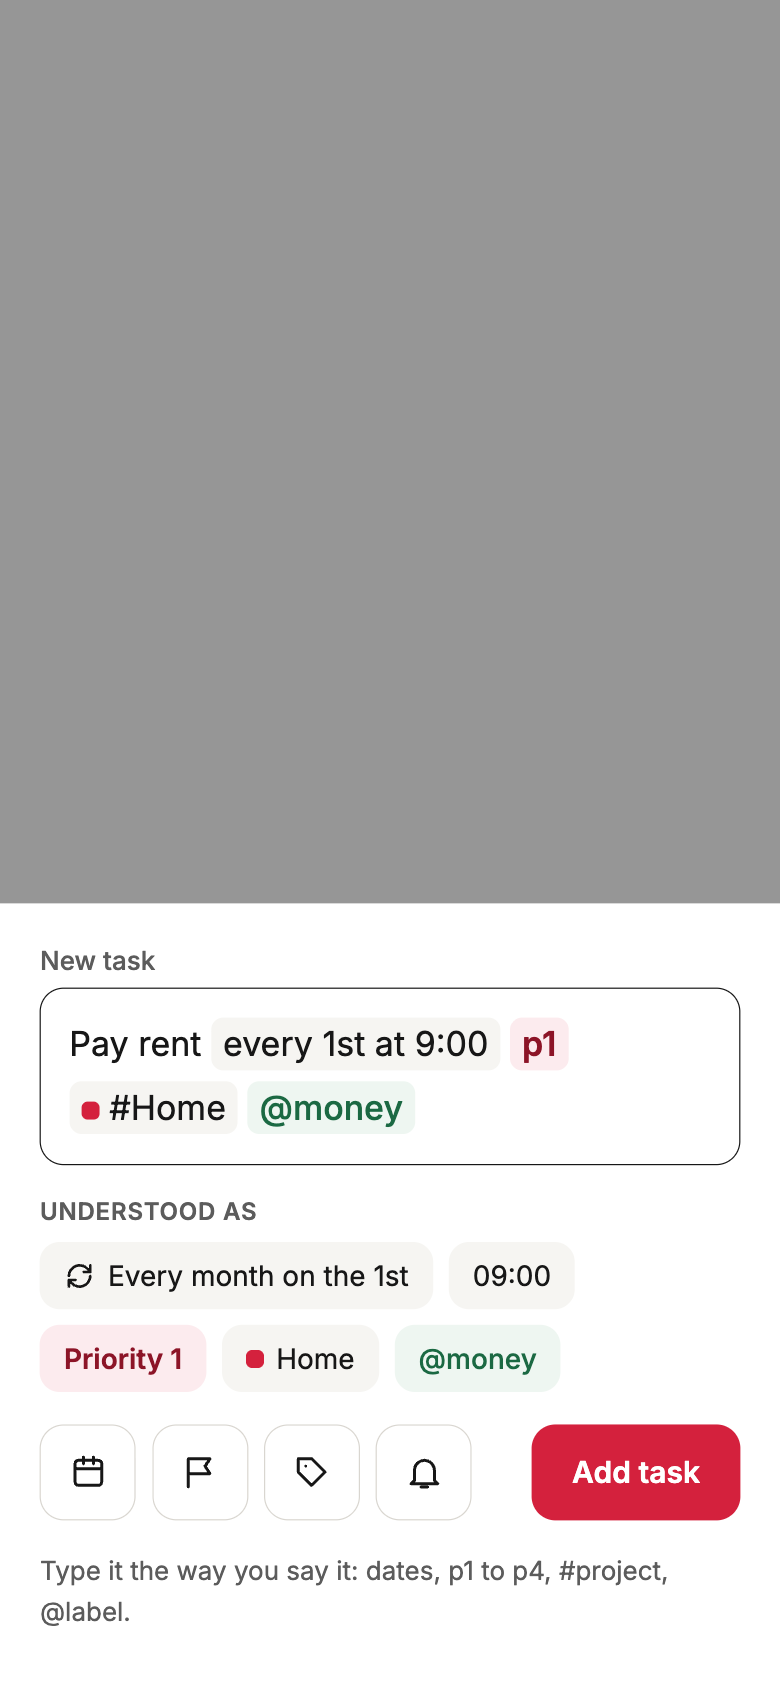 New task
Pay rent every 1st at 9:00 p1
#Home @money
UNDERSTOOD AS
Every month on the 1st 09:00
Priority 1 Home @money
Add task
Type it the way you say it: dates, p1 to p4, #project,
@label.